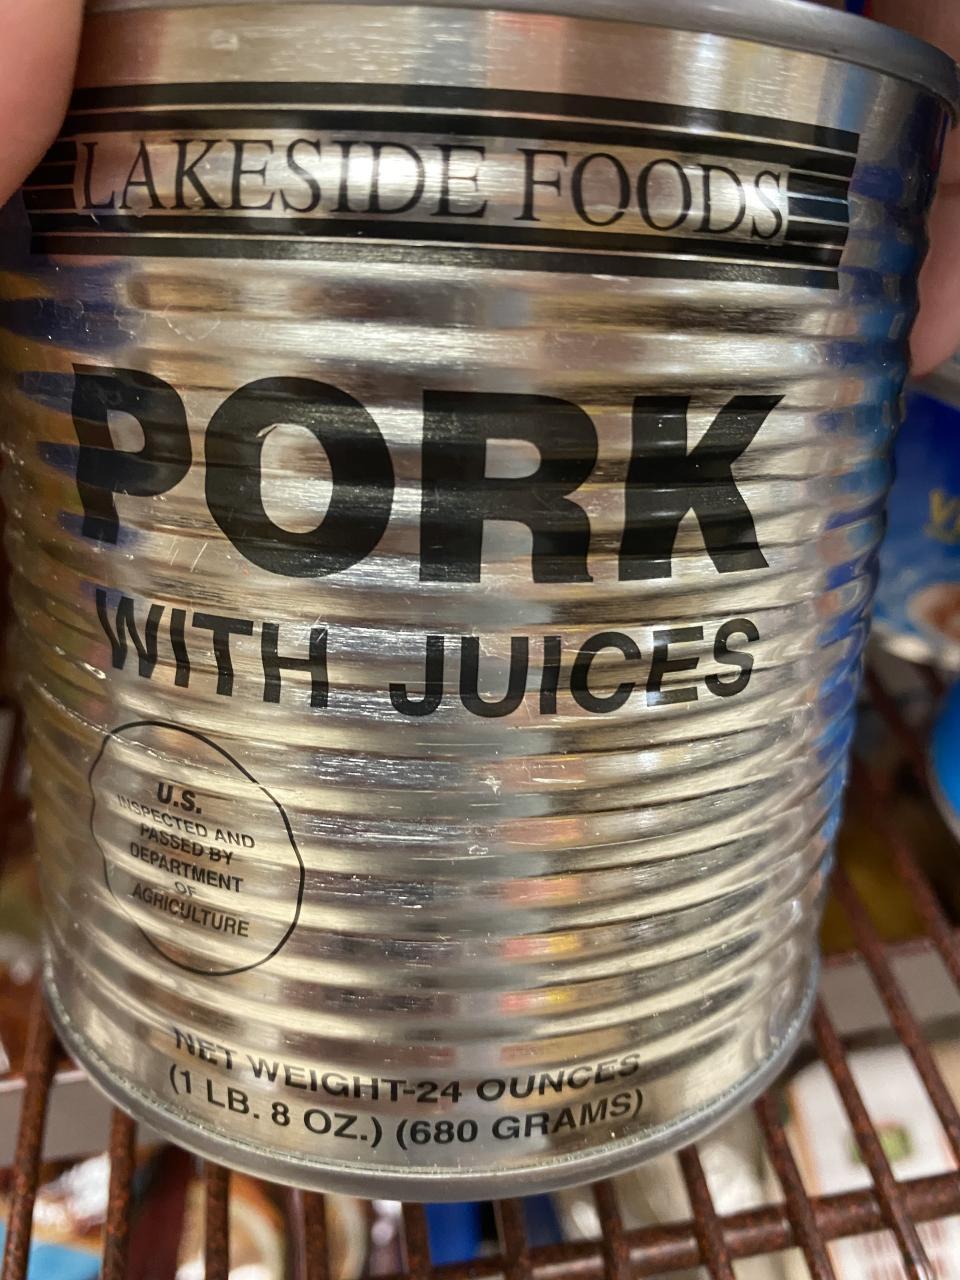 LAKESIDE FOODS
PORK
WITH JUICES
U.S.
INSPECTED AND
PASSED BY
DEPARTMENT
OF
AGRICULTURE
NET WEIGHT-24 OUNCES
(1 LB. 8 OZ.) (680 GRAMS)